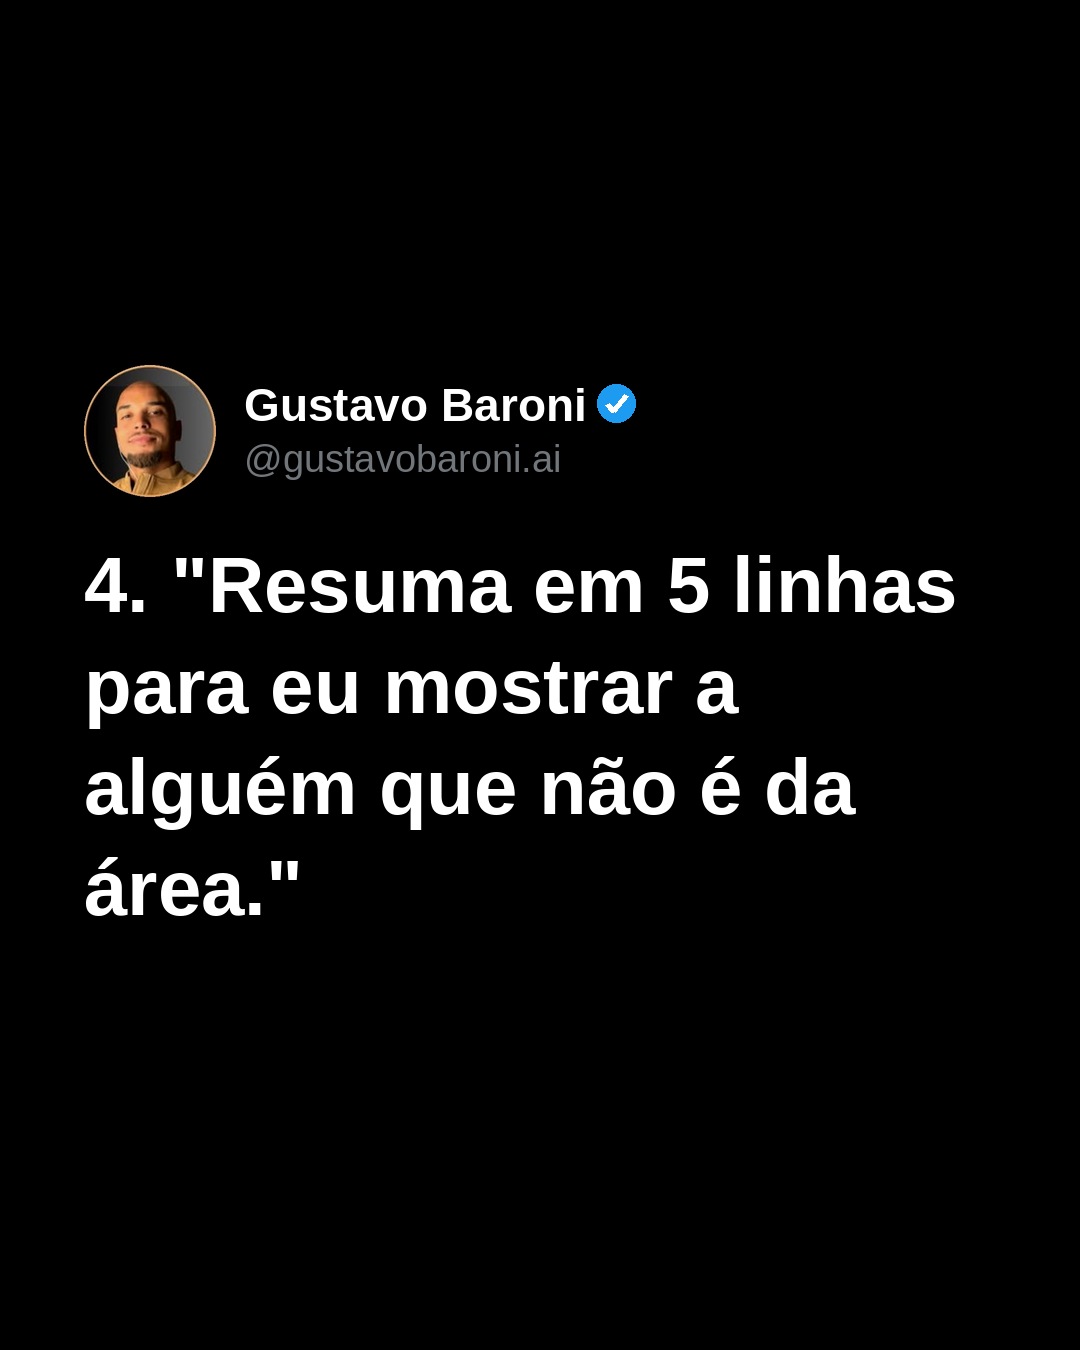 Gustavo Baroni
@gustavobaroni.ai
4. "Resuma em 5 linhas
para eu mostrar a
alguém que não é da
área."